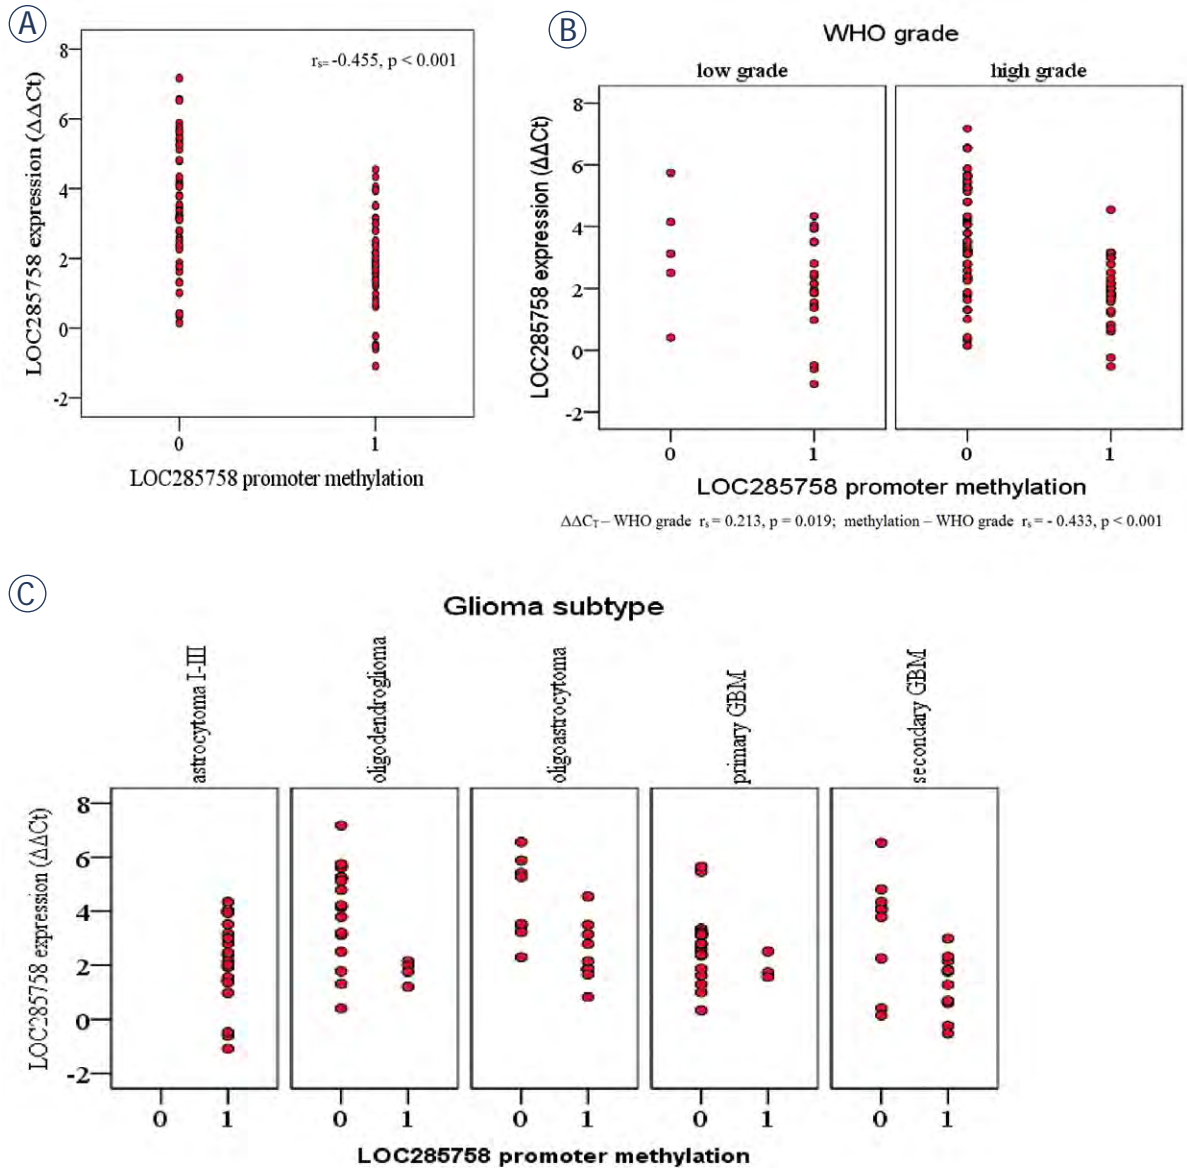 A
rs= -0.455, p < 0.001
LOC285758 expression (ΔΔCt)
8
6
4
2
0
-2
0 1
LOC285758 promoter methylation
B
WHO grade
low grade high grade
LOC285758 expression (ΔΔCt)
8
6
4
2
0
-2
0 1 0 1
LOC285758 promoter methylation
ΔΔCT – WHO grade rs = 0.213, p = 0.019; methylation – WHO grade rs = - 0.433, p < 0.001
C
Glioma subtype
astrocytoma I-III
oligodendroglioma
oligoastrocytoma
primary GBM
secondary GBM
LOC285758 expression (ΔΔCt)
8
6
4
2
0
-2
0 1 0 1 0 1 0 1 0 1
LOC285758 promoter methylation